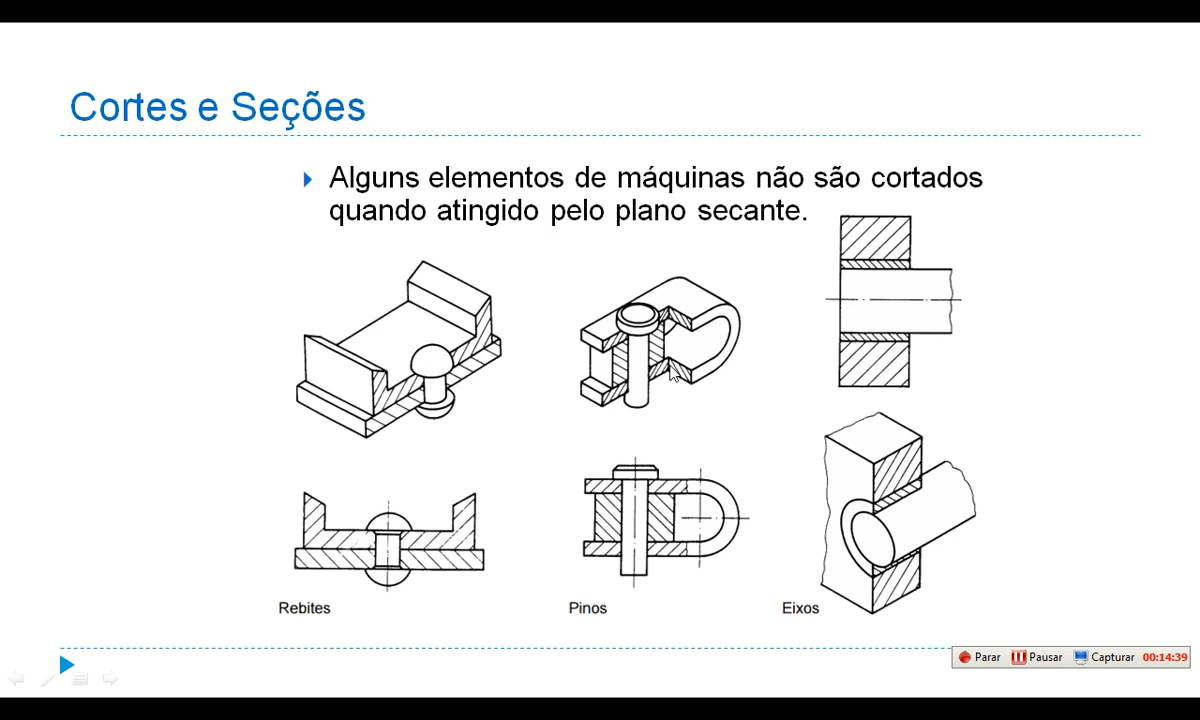 Cortes e Seções
Alguns elementos de máquinas não são cortados
quando atingido pelo plano secante.
Rebites
Pinos
Eixos
Parar Pausar Capturar 00:14:39